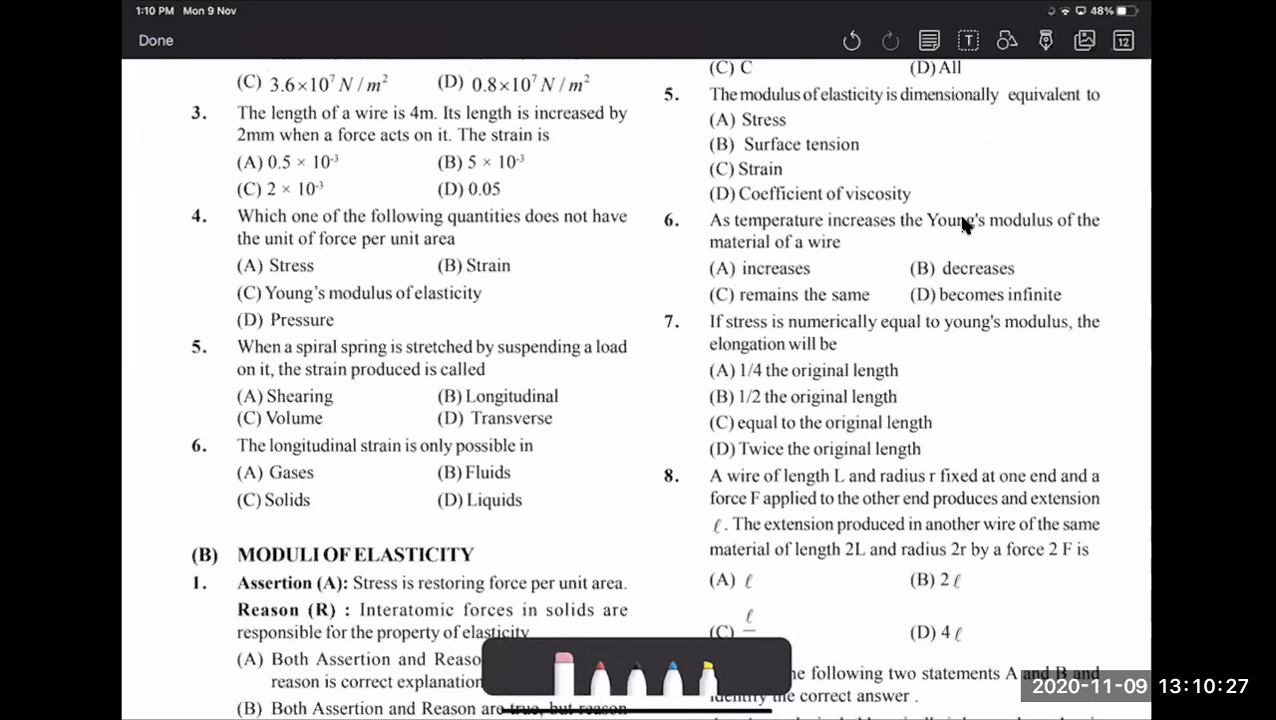 1:10 PM Mon 9 Nov
48%
Done
12
(C) 3.6×10⁷ N / m² (D) 0.8×10⁷ N / m²
3. The length of a wire is 4m. Its length is increased by
2mm when a force acts on it. The strain is
(A) 0.5 × 10⁻³ (B) 5 × 10⁻³
(C) 2 × 10⁻³ (D) 0.05
4. Which one of the following quantities does not have
the unit of force per unit area
(A) Stress (B) Strain
(C) Young’s modulus of elasticity
(D) Pressure
5. When a spiral spring is stretched by suspending a load
on it, the strain produced is called
(A) Shearing (B) Longitudinal
(C) Volume (D) Transverse
6. The longitudinal strain is only possible in
(A) Gases (B) Fluids
(C) Solids (D) Liquids
(B) MODULI OF ELASTICITY
1. Assertion (A): Stress is restoring force per unit area.
Reason (R) : Interatomic forces in solids are
responsible for the property of elasticity
(A) Both Assertion and Reaso
reason is correct explanation
(B) Both Assertion and Reason are true, but reason
(C) C (D) All
5. The modulus of elasticity is dimensionally equivalent to
(A) Stress
(B) Surface tension
(C) Strain
(D) Coefficient of viscosity
6. As temperature increases the Young's modulus of the
material of a wire
(A) increases (B) decreases
(C) remains the same (D) becomes infinite
7. If stress is numerically equal to young's modulus, the
elongation will be
(A) 1/4 the original length
(B) 1/2 the original length
(C) equal to the original length
(D) Twice the original length
8. A wire of length L and radius r fixed at one end and a
force F applied to the other end produces and extension
ℓ. The extension produced in another wire of the same
material of length 2L and radius 2r by a force 2 F is
(A) ℓ (B) 2 ℓ
(C) ℓ (D) 4 ℓ
he following two statements A and B and
identify the correct answer .
2020-11-09 13:10:27